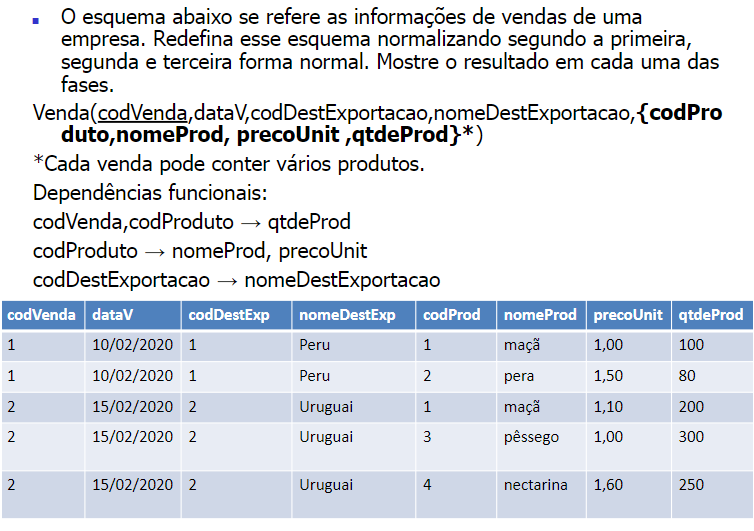 ▪ O esquema abaixo se refere as informações de vendas de uma
empresa. Redefina esse esquema normalizando segundo a primeira,
segunda e terceira forma normal. Mostre o resultado em cada uma das
fases.
Venda(codVenda,dataV,codDestExportacao,nomeDestExportacao,{codPro
duto,nomeProd, precoUnit ,qtdeProd}*)
*Cada venda pode conter vários produtos.
Dependências funcionais:
codVenda,codProduto → qtdeProd
codProduto → nomeProd, precoUnit
codDestExportacao → nomeDestExportacao
codVenda dataV codDestExp nomeDestExp codProd nomeProd precoUnit qtdeProd
1 10/02/2020 1 Peru 1 maçã 1,00 100
1 10/02/2020 1 Peru 2 pera 1,50 80
2 15/02/2020 2 Uruguai 1 maçã 1,10 200
2 15/02/2020 2 Uruguai 3 pêssego 1,00 300
2 15/02/2020 2 Uruguai 4 nectarina 1,60 250